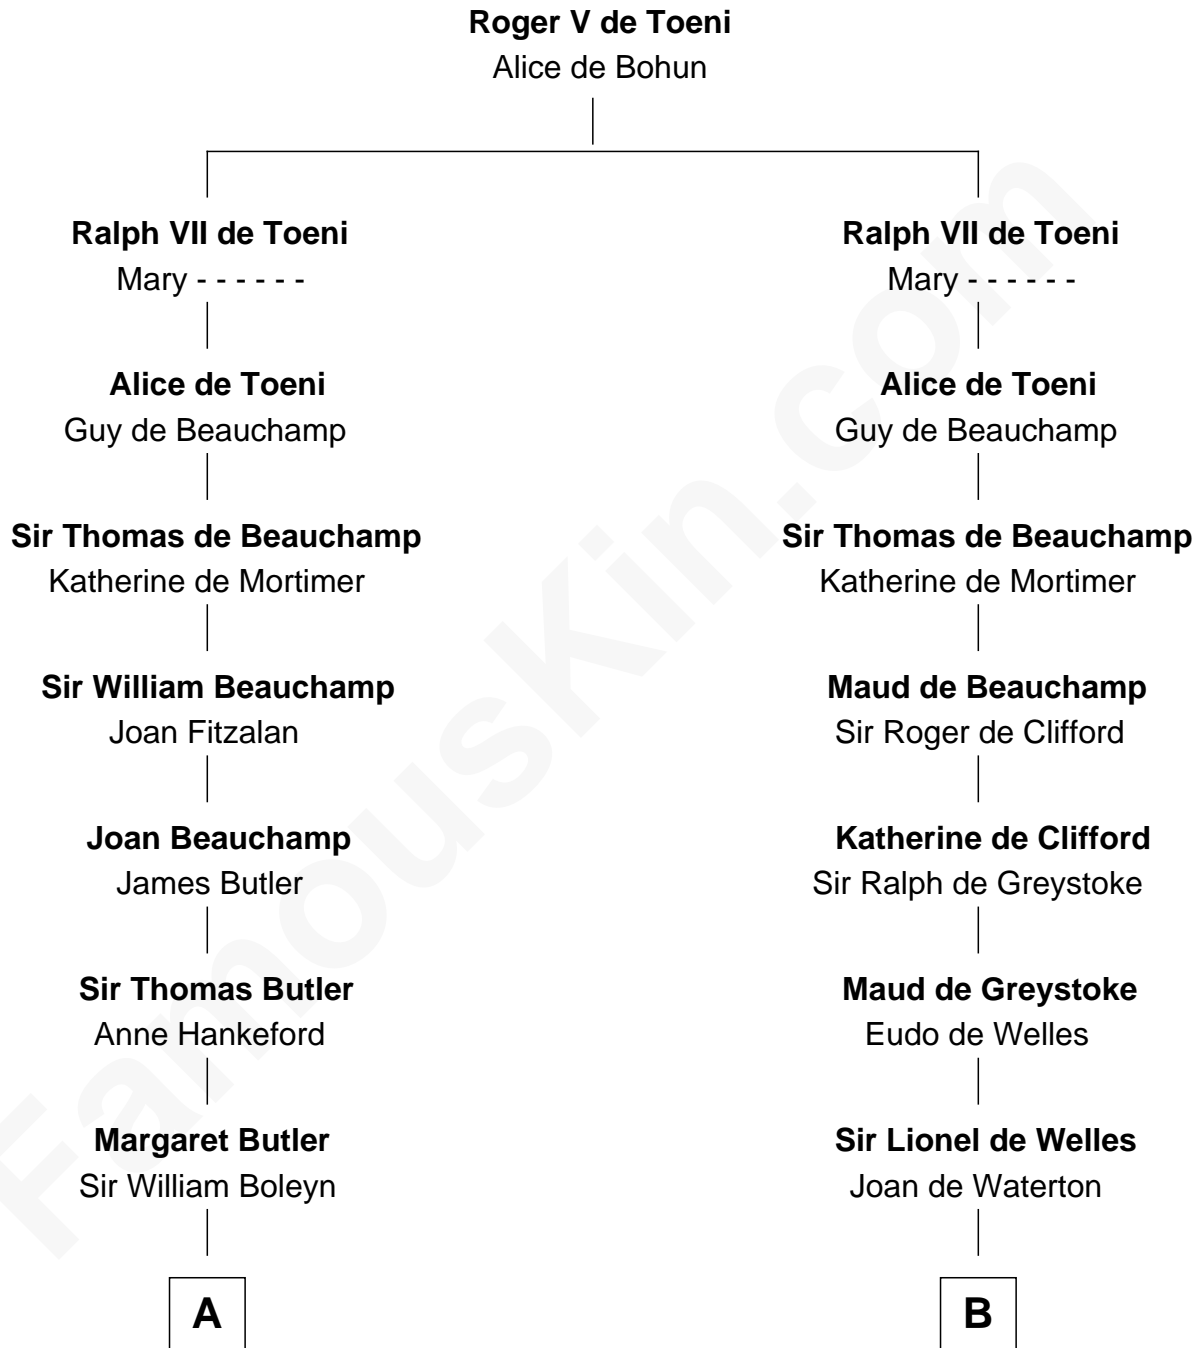 Roger V de Toeni
Alice de Bohun
Ralph VII de Toeni
Mary - - - - - -
Ralph VII de Toeni
Mary - - - - - -
Alice de Toeni
Guy de Beauchamp
Alice de Toeni
Guy de Beauchamp
Sir Thomas de Beauchamp
Katherine de Mortimer
Sir Thomas de Beauchamp
Katherine de Mortimer
Sir William Beauchamp
Joan Fitzalan
Maud de Beauchamp
Sir Roger de Clifford
Joan Beauchamp
James Butler
Katherine de Clifford
Sir Ralph de Greystoke
Sir Thomas Butler
Anne Hankeford
Maud de Greystoke
Eudo de Welles
Margaret Butler
Sir William Boleyn
Sir Lionel de Welles
Joan de Waterton
A
B
FamousKin.com